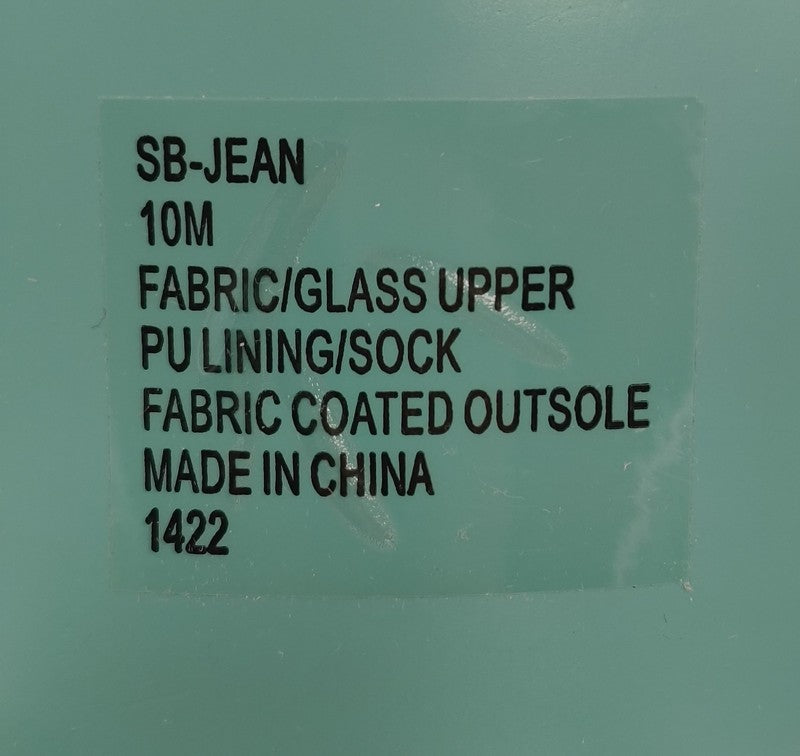 SB-JEAN
10M
FABRIC/GLASS UPPER
PU LINING/SOCK
FABRIC COATED OUTSOLE
MADE IN CHINA
1422